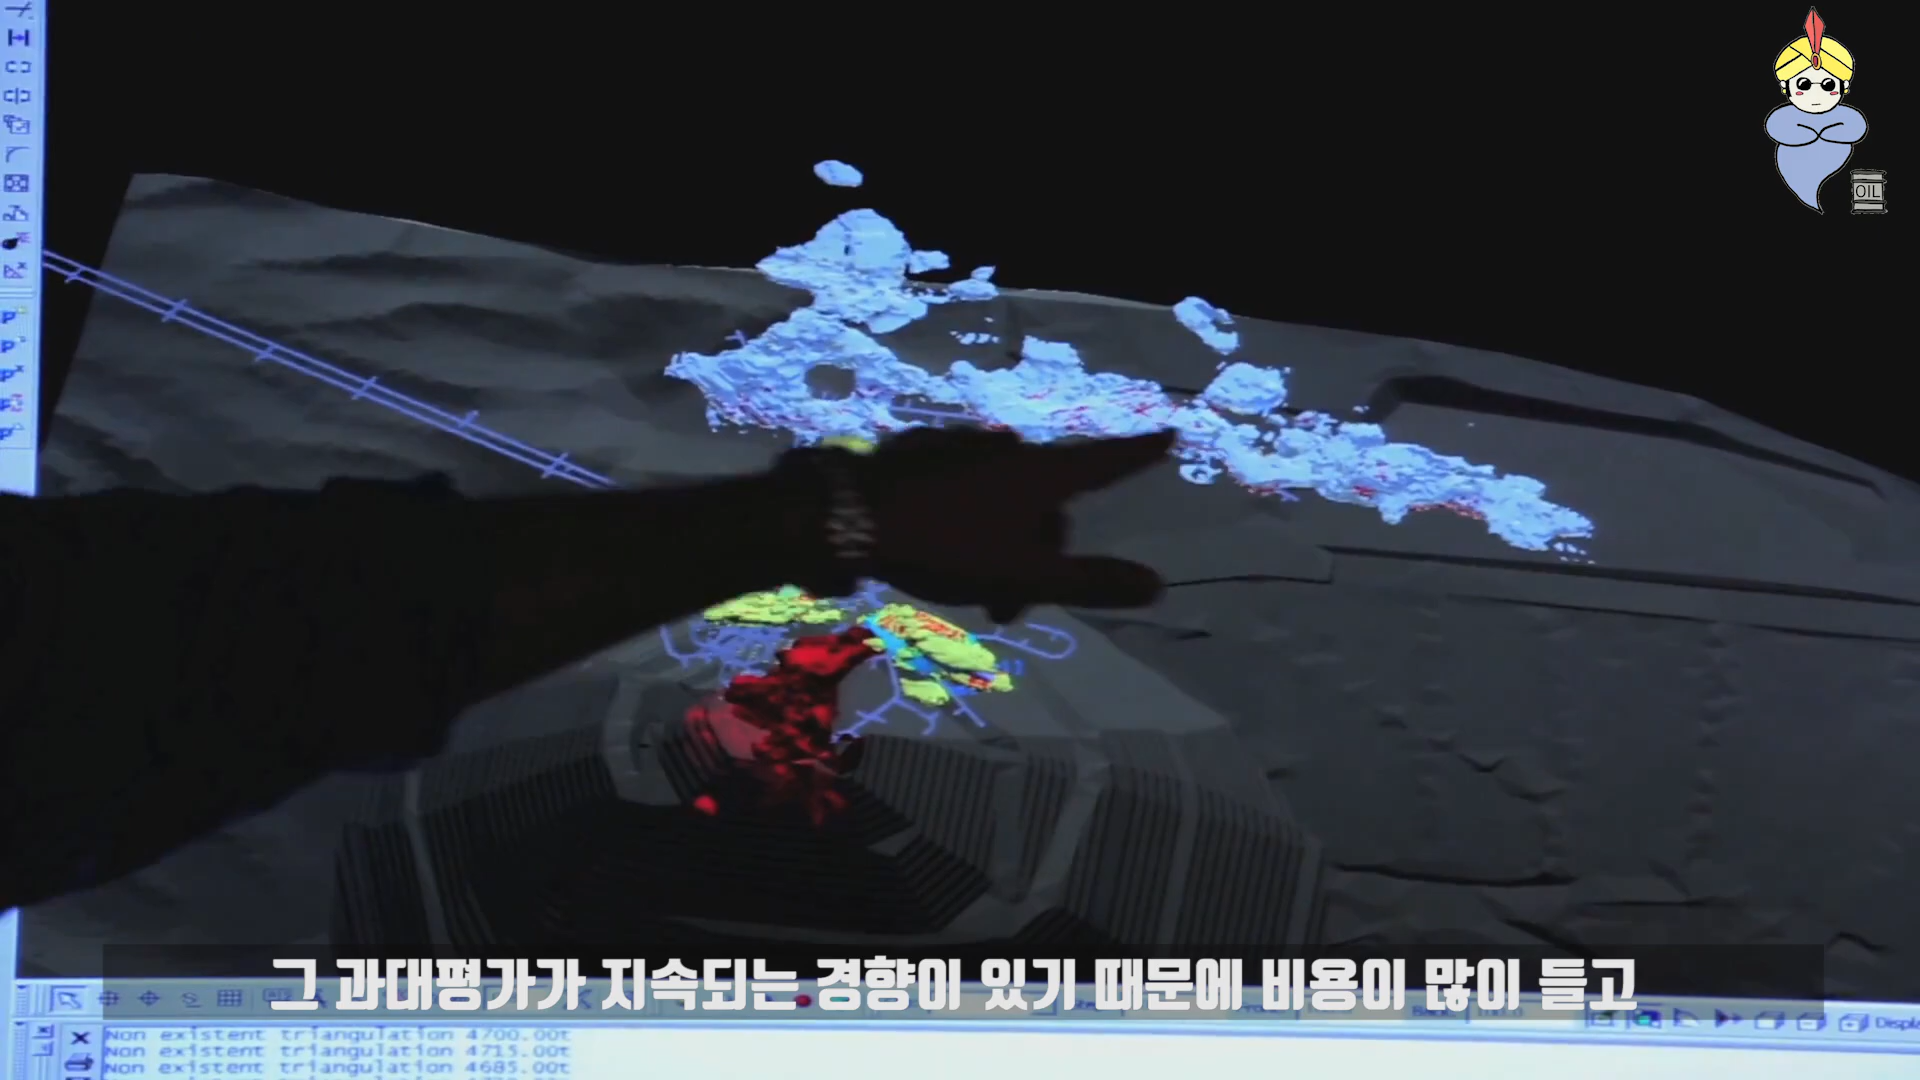 OIL
그 과대평가가 지속되는 경향이 있기 때문에 비용이 많이 들고
Non existent triangulation 4700.00t
Non existent triangulation 4715.00t
Non existent triangulation 4685.00t